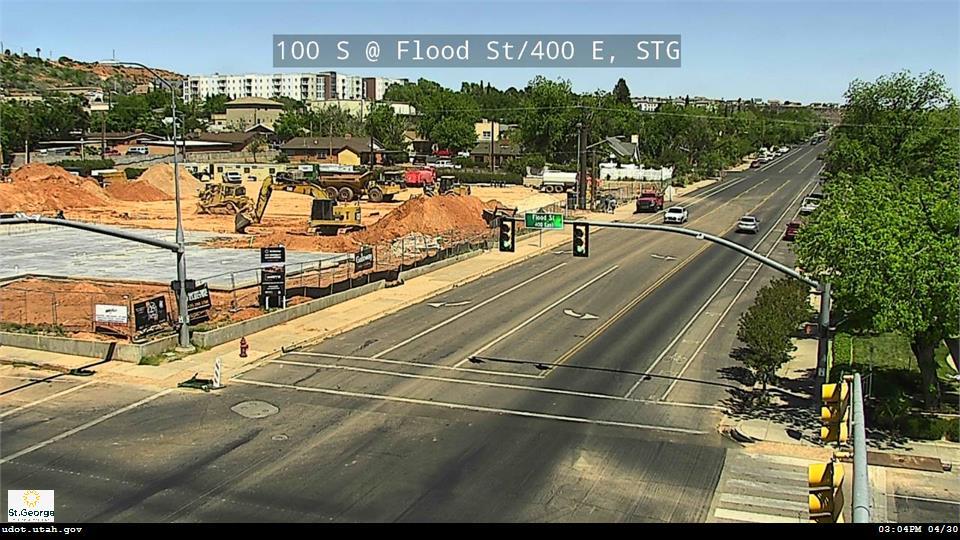 100 S @ Flood St/400 E, STG
Flood St
400 East
St.George
udot.utah.gov
03:04PM 04/30